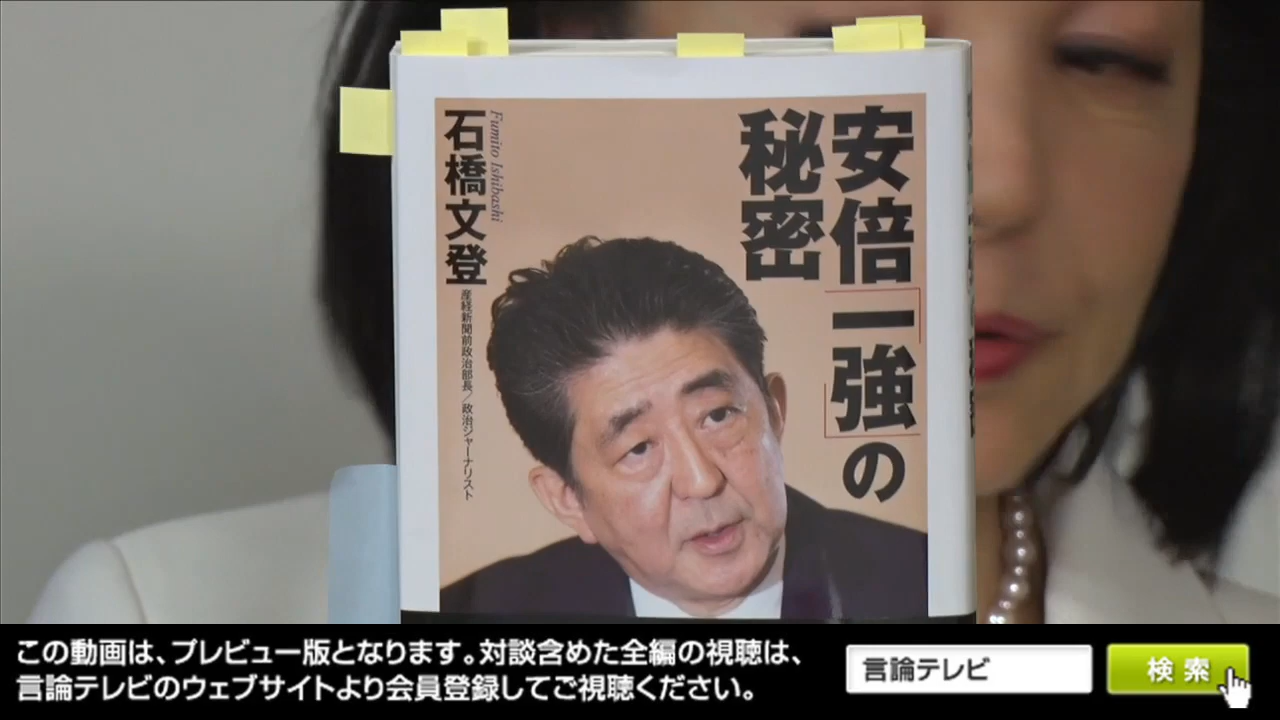 安倍「一強」の
秘密
Fumito Ishibashi
石橋文登
産経新聞前政治部長／政治ジャーナリスト
この動画は、プレビュー版となります。対談含めた全編の視聴は、
言論テレビのウェブサイトより会員登録してご視聴ください。
言論テレビ
検索